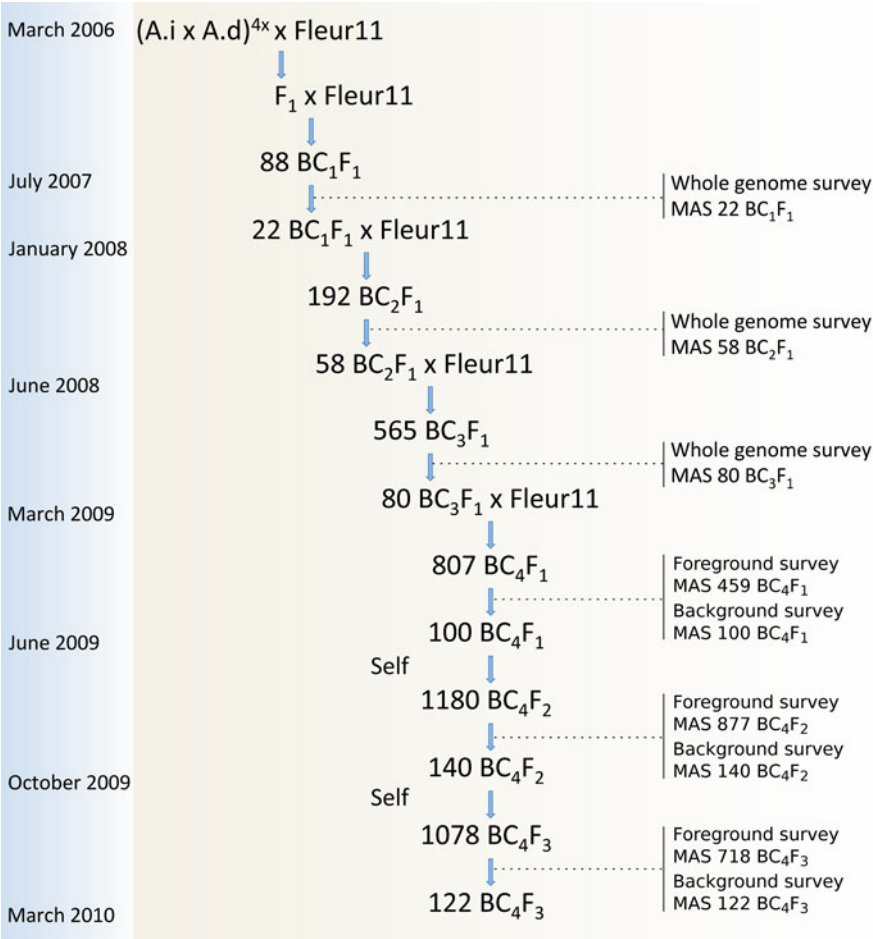 March 2006
(A.i x A.d)⁴ˣ x Fleur11
F₁ x Fleur11
88 BC₁F₁
July 2007
Whole genome survey
MAS 22 BC₁F₁
22 BC₁F₁ x Fleur11
January 2008
192 BC₂F₁
Whole genome survey
MAS 58 BC₂F₁
58 BC₂F₁ x Fleur11
June 2008
565 BC₃F₁
Whole genome survey
MAS 80 BC₃F₁
80 BC₃F₁ x Fleur11
March 2009
807 BC₄F₁
Foreground survey
MAS 459 BC₄F₁
Background survey
MAS 100 BC₄F₁
100 BC₄F₁
June 2009
Self
1180 BC₄F₂
Foreground survey
MAS 877 BC₄F₂
Background survey
MAS 140 BC₄F₂
140 BC₄F₂
October 2009
Self
1078 BC₄F₃
Foreground survey
MAS 718 BC₄F₃
Background survey
MAS 122 BC₄F₃
122 BC₄F₃
March 2010